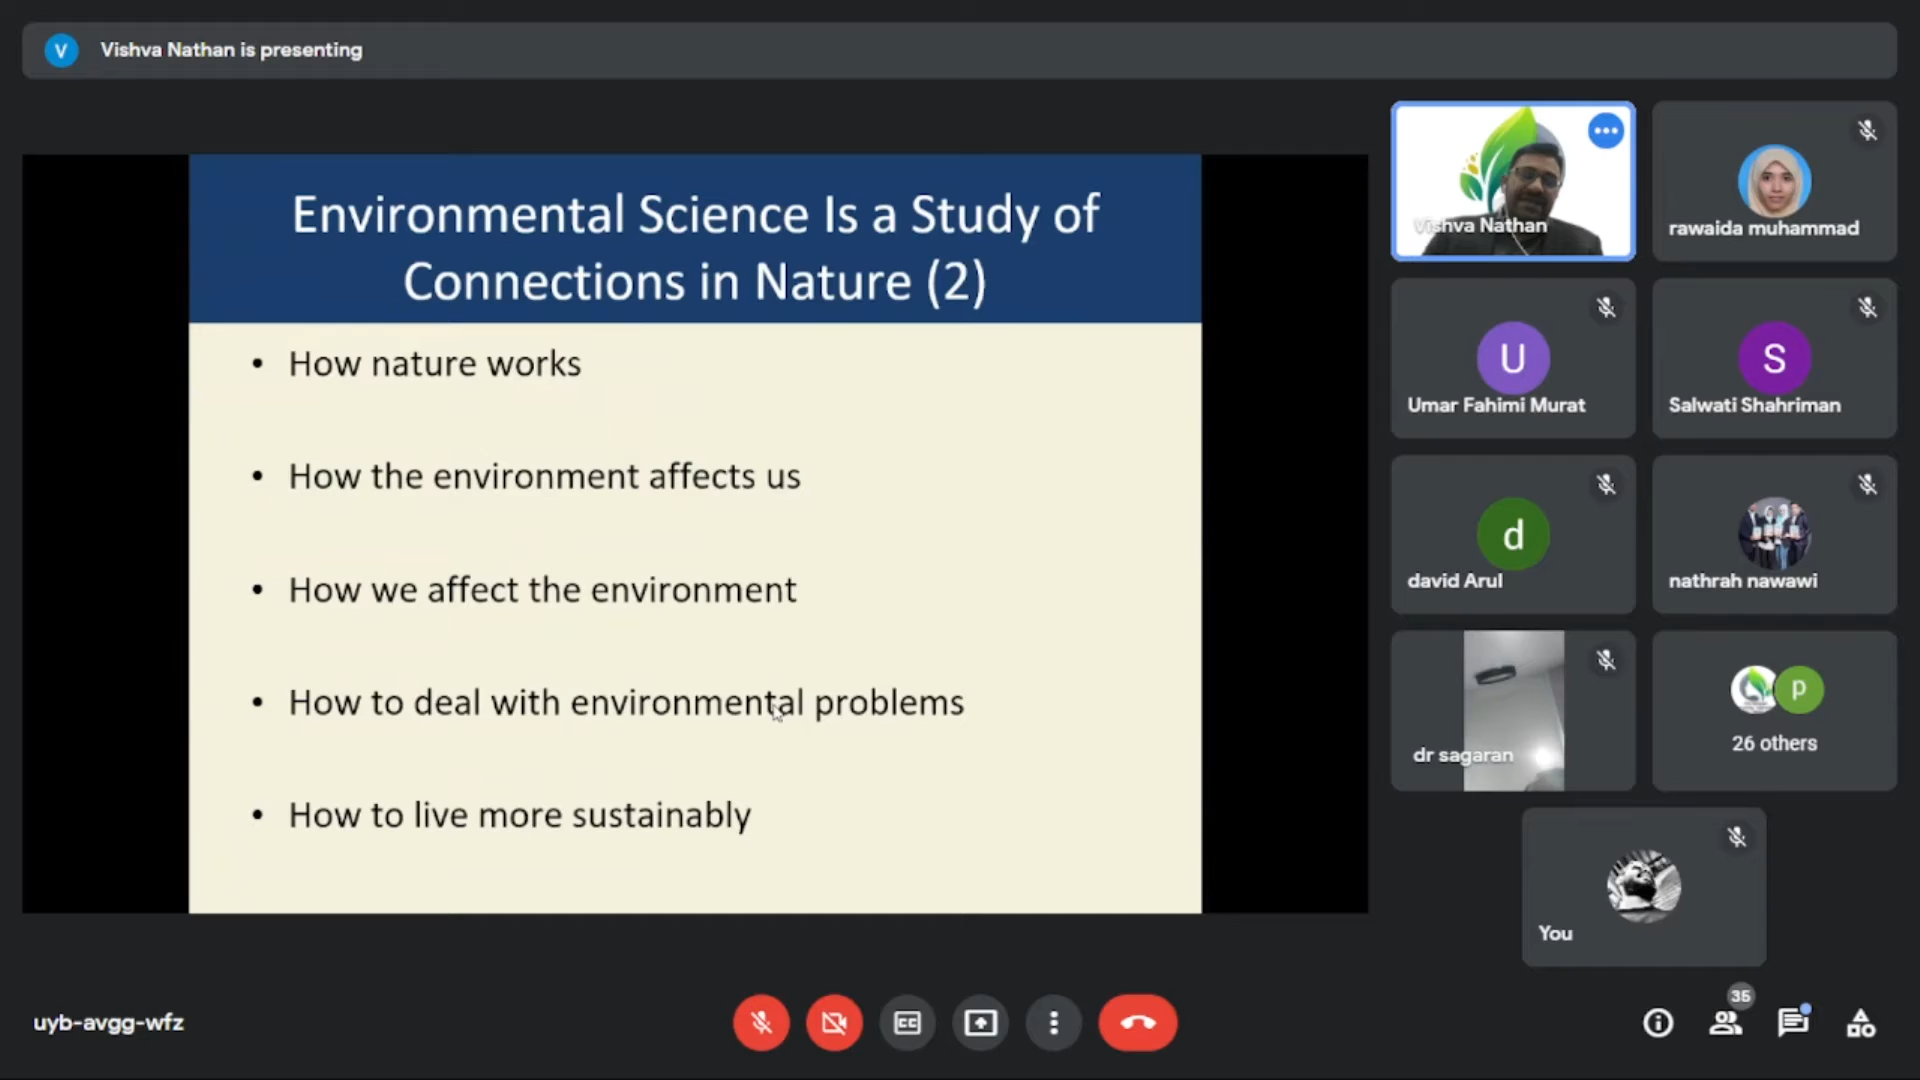 V
Vishva Nathan is presenting
Environmental Science Is a Study of
Connections in Nature (2)
• How nature works
• How the environment affects us
• How we affect the environment
• How to deal with environmental problems
• How to live more sustainably
Vishva Nathan
rawaida muhammad
U
Umar Fahimi Murat
S
Salwati Shahriman
d
david Arul
nathrah nawawi
dr sagaran
p
26 others
You
uyb-avgg-wfz
CC
35